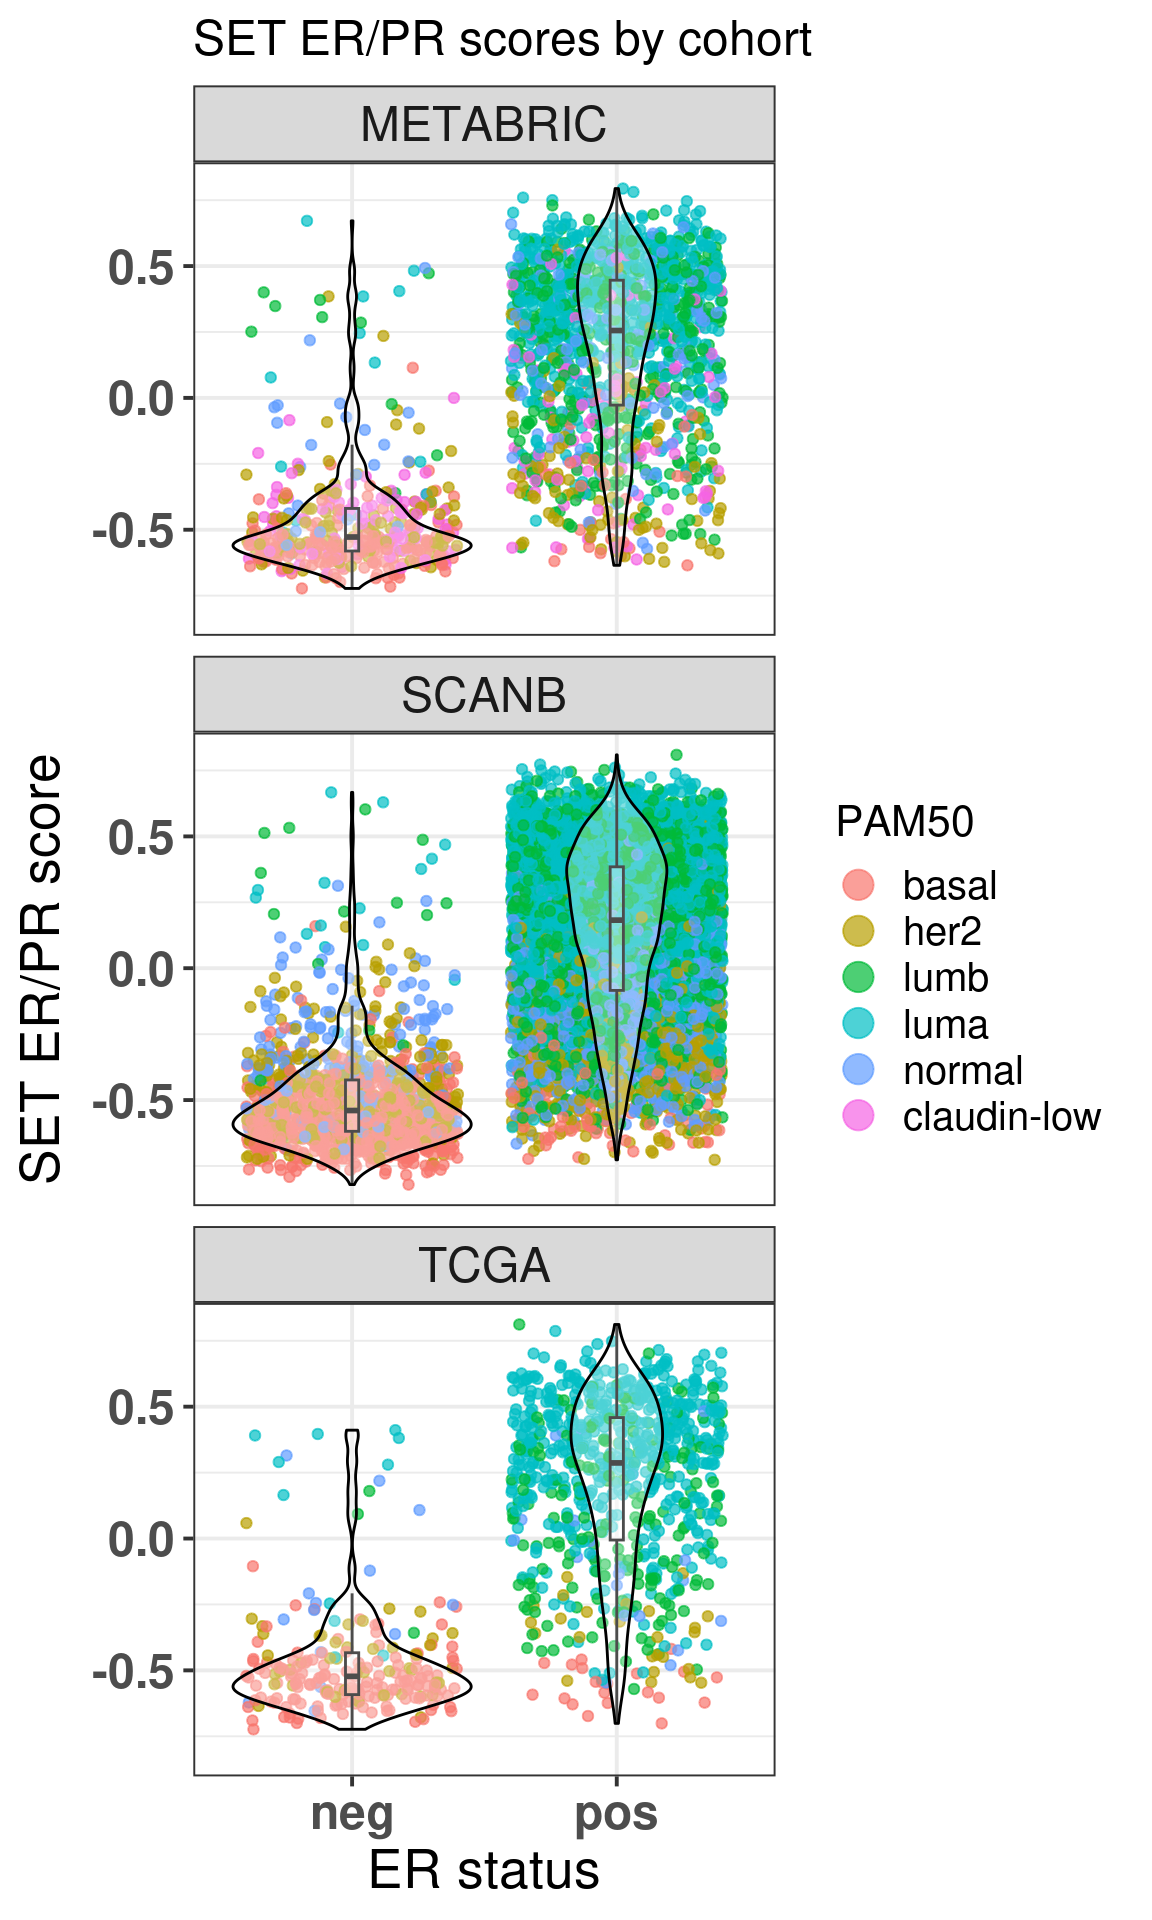 SET ER/PR scores by cohort
METABRIC
0.5
0.0
-0.5
SCANB
0.5
0.0
-0.5
TCGA
0.5
0.0
-0.5
neg pos
ER status
SET ER/PR score
PAM50
basal
her2
lumb
luma
normal
claudin-low